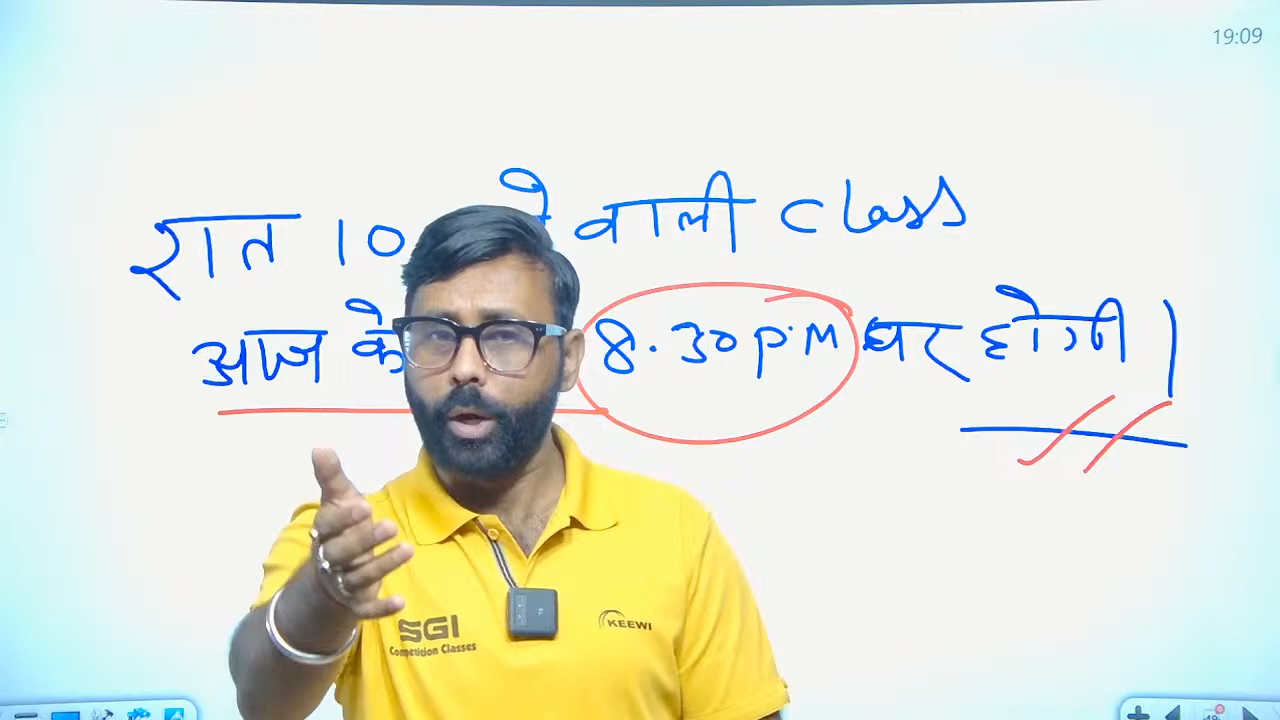 19:09
रात 10 वाली class
आज के 8.30 P.M पर होगी।
SGI
Competition Classes
KEEWI